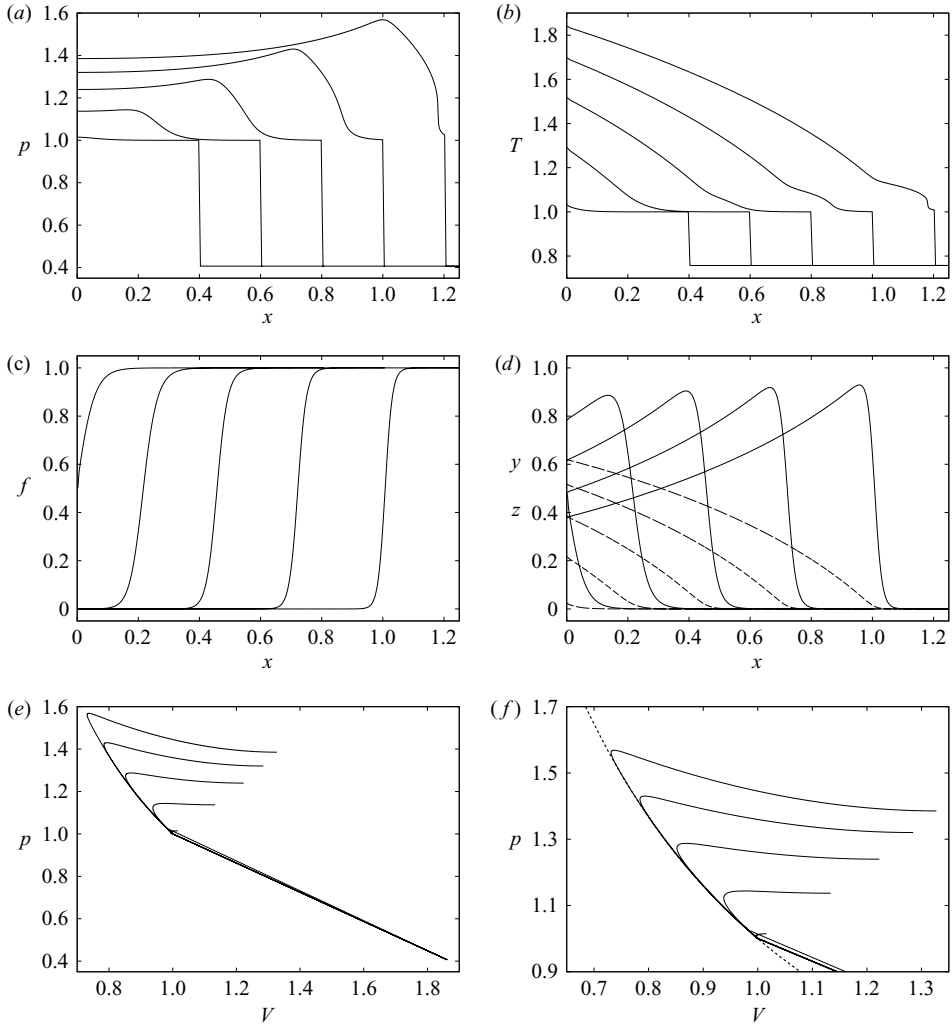 (a)
1.6
1.4
1.2
1.0
0.8
0.6
0.4
p
0 0.2 0.4 0.6 0.8 1.0 1.2
x
(b)
1.8
1.6
1.4
1.2
1.0
0.8
T
0 0.2 0.4 0.6 0.8 1.0 1.2
x
(c)
1.0
0.8
0.6
0.4
0.2
0
f
0 0.2 0.4 0.6 0.8 1.0 1.2
x
(d)
1.0
0.8
0.6
0.4
0.2
0
y
z
0 0.2 0.4 0.6 0.8 1.0 1.2
x
(e)
1.6
1.4
1.2
1.0
0.8
0.6
0.4
p
0.8 1.0 1.2 1.4 1.6 1.8
V
(f)
1.7
1.5
1.3
1.1
0.9
p
0.7 0.8 0.9 1.0 1.1 1.2 1.3
V